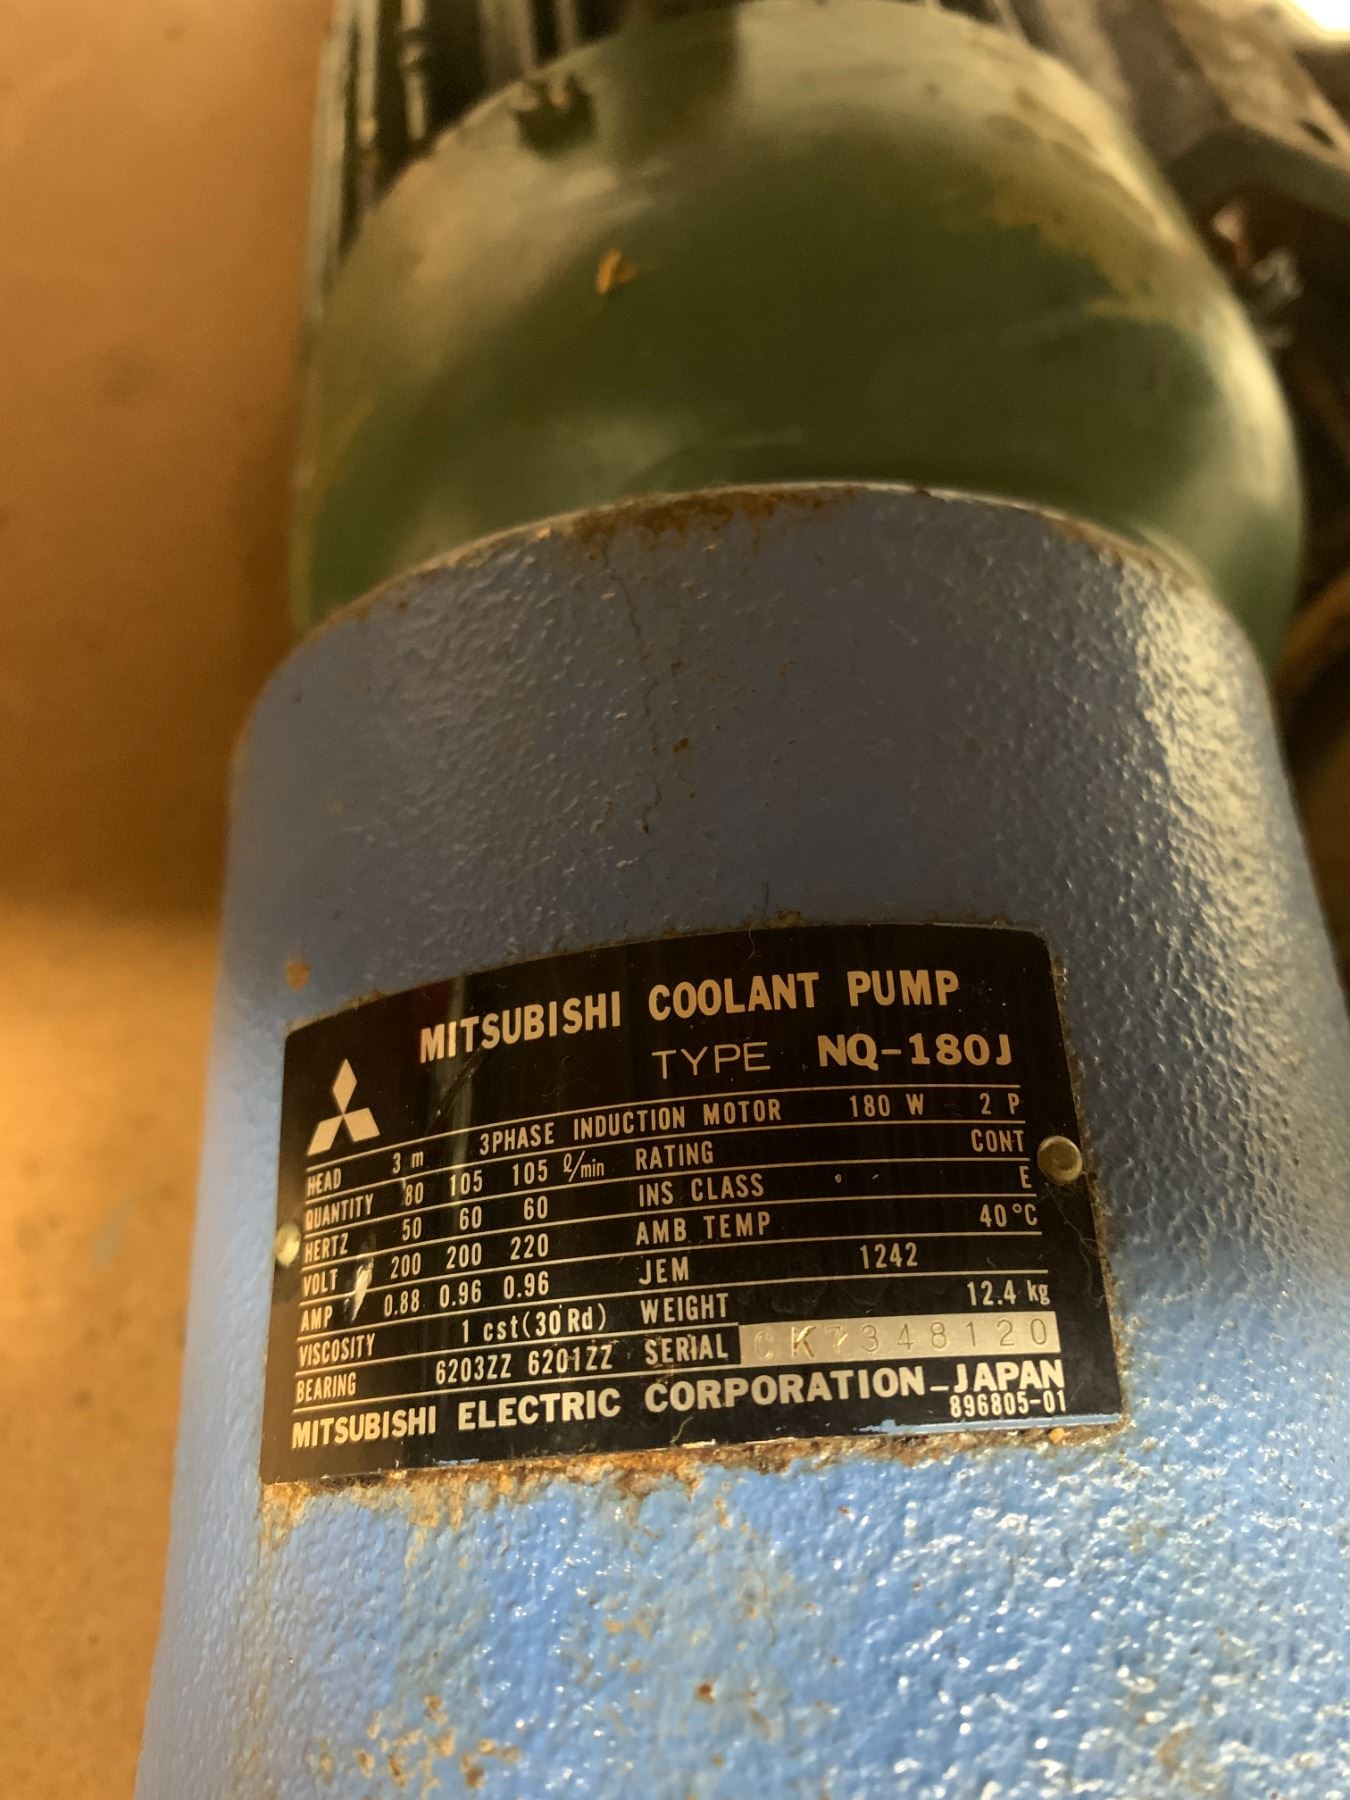 MITSUBISHI COOLANT PUMP
TYPE NQ-180J
3PHASE INDUCTION MOTOR 180 W 2 P
HEAD 3 m RATING CONT
QUANTITY 80 105 105 ℓ/min INS CLASS E
HERTZ 50 60 60 AMB TEMP 40°C
VOLT 200 200 220 JEM 1242
AMP 0.88 0.96 0.96 WEIGHT 12.4 kg
VISCOSITY 1 cst(30 Rd) SERIAL CK7348120
BEARING 6203ZZ 6201ZZ
MITSUBISHI ELECTRIC CORPORATION-JAPAN
896805-01